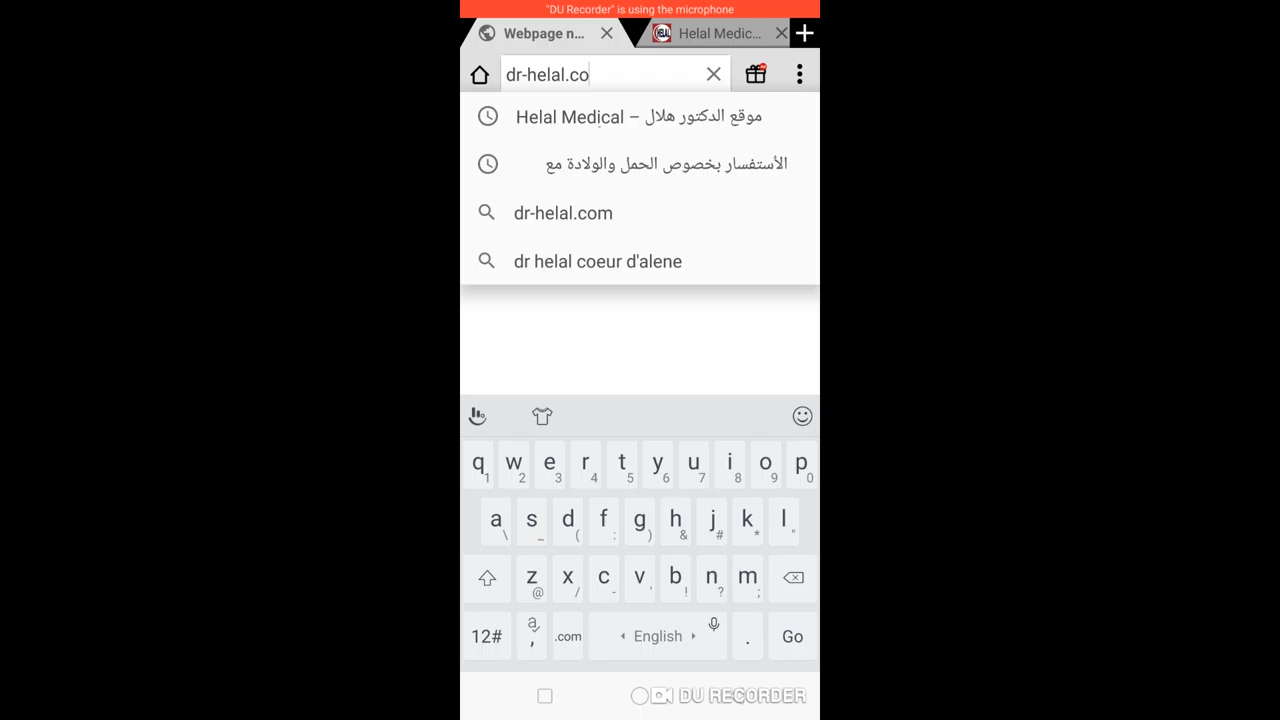 "DU Recorder" is using the microphone
Webpage n...
Helal Medic...
dr-helal.co
Helal Medical – موقع الدكتور هلال
الأستفسار بخصوص الحمل والولادة مع
dr-helal.com
dr helal coeur d'alene
q w e r t y u i o p
1 2 3 4 5 6 7 8 9 0
a s d f g h j k l
\ _ ( : ) & # * "
z x c v b n m
@ / - ' ! ? ;
12# , .com English . Go
DU RECORDER